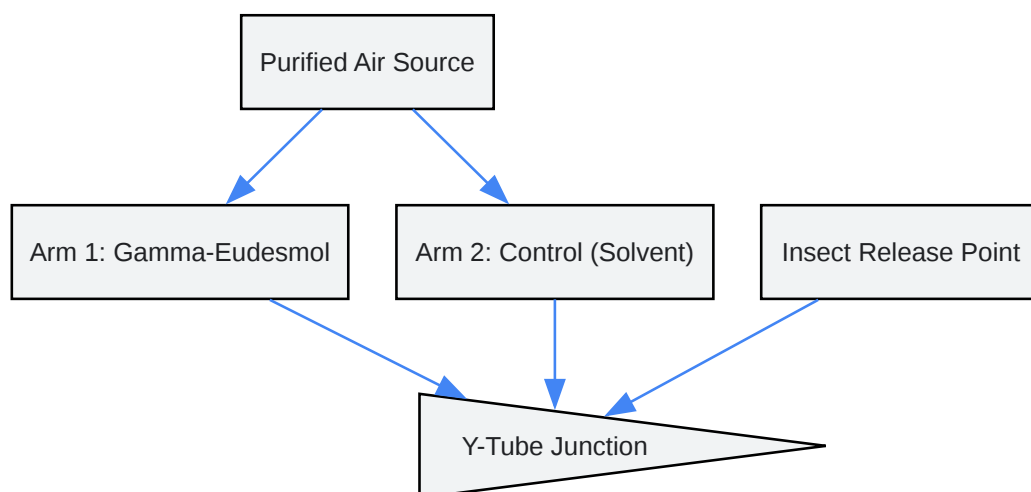 Purified Air Source
Arm 1: Gamma-Eudesmol
Arm 2: Control (Solvent)
Insect Release Point
Y-Tube Junction